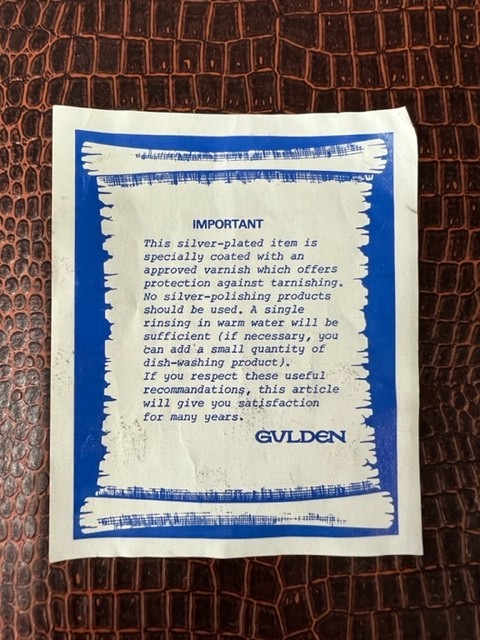 IMPORTANT
This silver-plated item is
specially coated with an
approved varnish which offers
protection against tarnishing.
No silver-polishing products
should be used. A single
rinsing in warm water will be
sufficient (if necessary, you
can add a small quantity of
dish-washing product).
If you respect these useful
recommandations, this article
will give you satisfaction
for many years.
GVLDEN